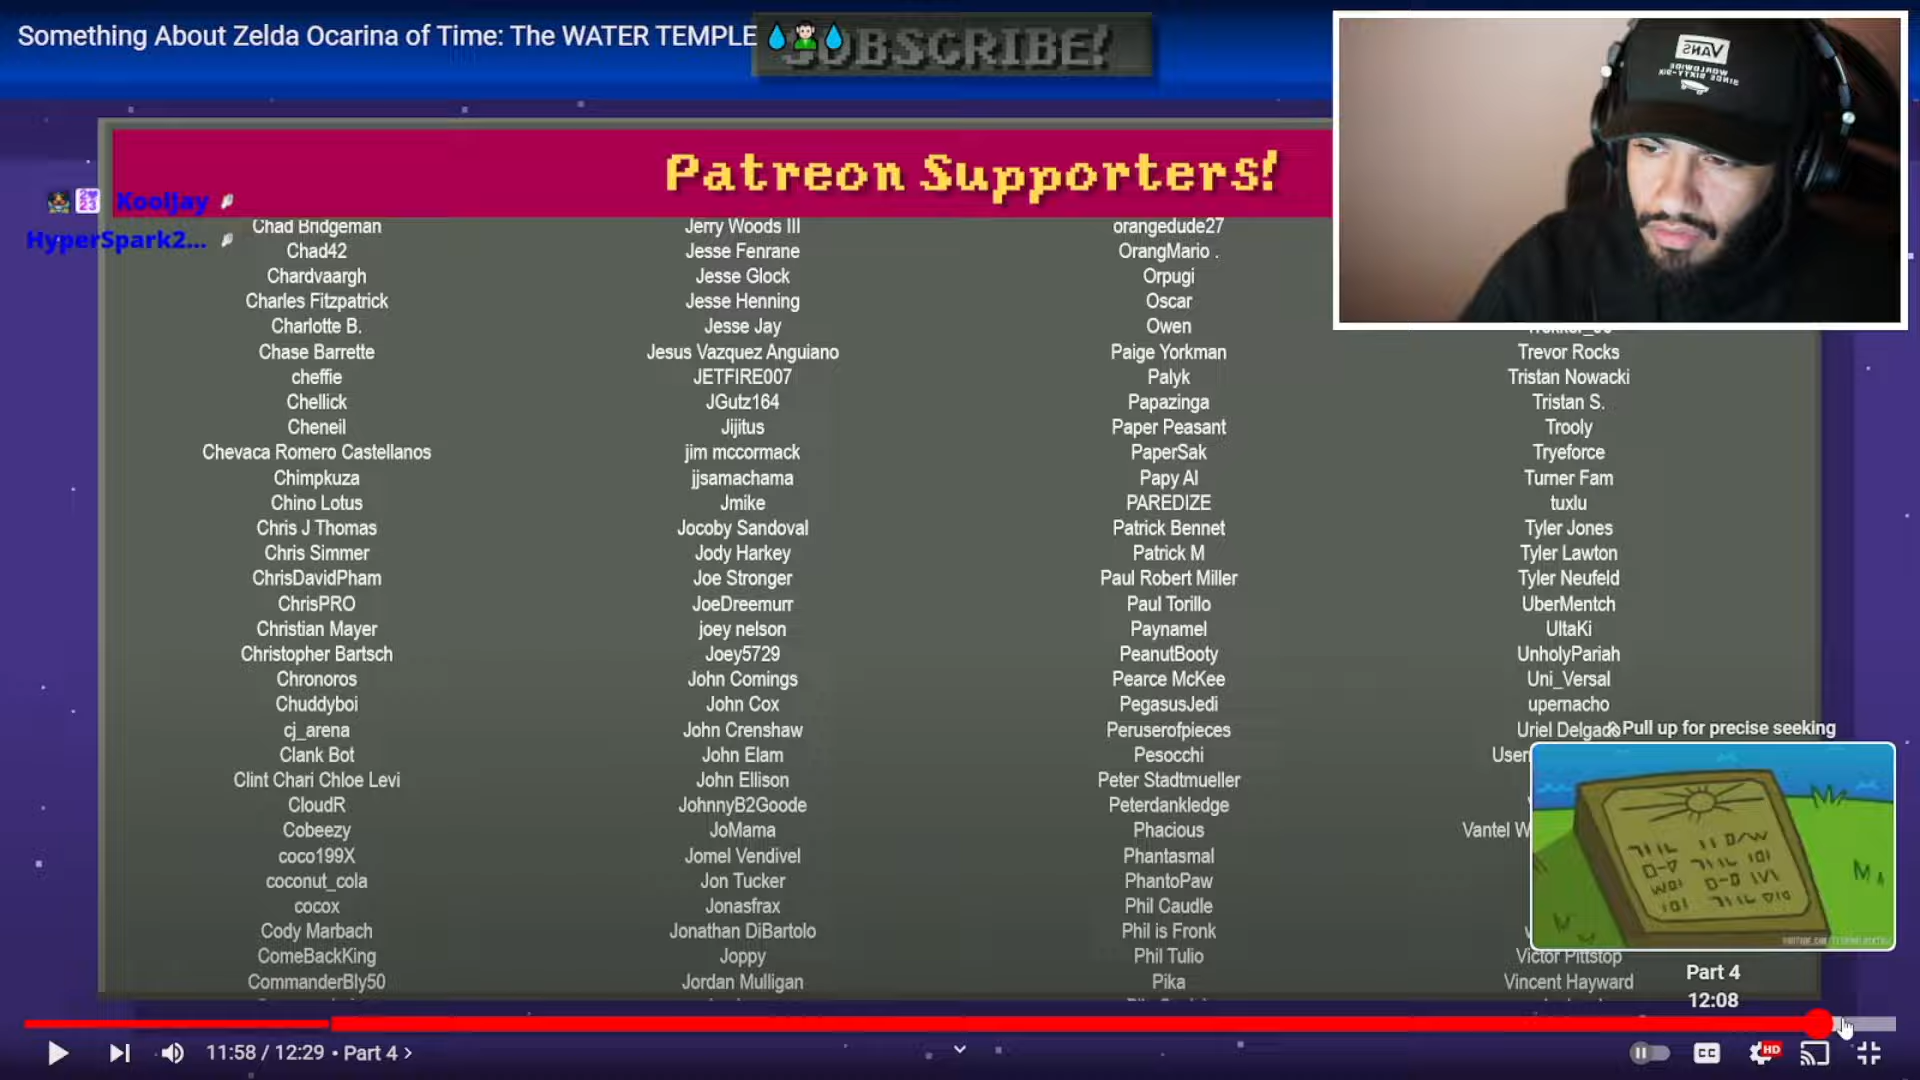 Something About Zelda Ocarina of Time: The WATER TEMPLE
SUBSCRIBE!
VANS
Patreon Supporters!
KoolJay
HyperSpark2...
Chad Bridgeman
Chad42
Chardvaargh
Charles Fitzpatrick
Charlotte B.
Chase Barrette
cheffie
Chellick
Cheneil
Chevaca Romero Castellanos
Chimpkuza
Chino Lotus
Chris J Thomas
Chris Simmer
ChrisDavidPham
ChrisPRO
Christian Mayer
Christopher Bartsch
Chronoros
Chuddyboi
cj_arena
Clank Bot
Clint Chari Chloe Levi
CloudR
Cobeezy
coco199X
coconut_cola
cocox
Cody Marbach
ComeBackKing
CommanderBly50
Jerry Woods III
Jesse Fenrane
Jesse Glock
Jesse Henning
Jesse Jay
Jesus Vazquez Anguiano
JETFIRE007
JGutz164
Jijitus
jim mccormack
jjsamachama
Jmike
Jocoby Sandoval
Jody Harkey
Joe Stronger
JoeDreemurr
joey nelson
Joey5729
John Comings
John Cox
John Crenshaw
John Elam
John Ellison
JohnnyB2Goode
JoMama
Jomel Vendivel
Jon Tucker
Jonasfrax
Jonathan DiBartolo
Joppy
Jordan Mulligan
orangedude27
OrangMario .
Orpugi
Oscar
Owen
Paige Yorkman
Palyk
Papazinga
Paper Peasant
PaperSak
Papy Al
PAREDIZE
Patrick Bennet
Patrick M
Paul Robert Miller
Paul Torillo
Paynamel
PeanutBooty
Pearce McKee
PegasusJedi
Peruserofpieces
Pesocchi
Peter Stadtmueller
Peterdankledge
Phacious
Phantasmal
PhantoPaw
Phil Caudle
Phil is Fronk
Phil Tulio
Pika
Trevor Rocks
Tristan Nowacki
Tristan S.
Trooly
Tryeforce
Turner Fam
tuxlu
Tyler Jones
Tyler Lawton
Tyler Neufeld
UberMentch
UltaKi
UnholyPariah
Uni_Versal
upernacho
Uriel Delgado
Vantel W
Victor Pittstop
Vincent Hayward
Pull up for precise seeking
Part 4
12:08
11:58 / 12:29 • Part 4 >
CC
HD